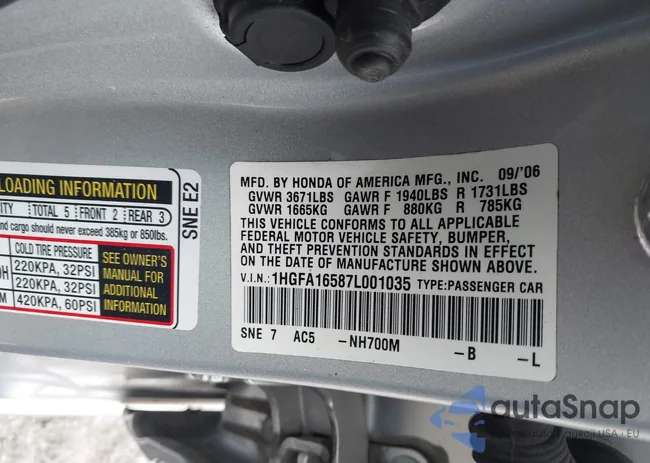 LOADING INFORMATION
ITY TOTAL 5 FRONT 2 REAR 3
and cargo should never exceed 385kg or 850lbs.
COLD TIRE PRESSURE
220KPA, 32PSI
220KPA, 32PSI
420KPA, 60PSI
SEE OWNER'S
MANUAL FOR
ADDITIONAL
INFORMATION
SNE E2
MFD. BY HONDA OF AMERICA MFG., INC. 09/'06
GVWR 3671LBS GAWR F 1940LBS R 1731LBS
GVWR 1665KG GAWR F 880KG R 785KG
THIS VEHICLE CONFORMS TO ALL APPLICABLE
FEDERAL MOTOR VEHICLE SAFETY, BUMPER,
AND THEFT PREVENTION STANDARDS IN EFFECT
ON THE DATE OF MANUFACTURE SHOWN ABOVE.
V.I.N.: 1HGFA16587L001035 TYPE:PASSENGER CAR
SNE 7 AC5 -NH700M -B -L
autaSnap